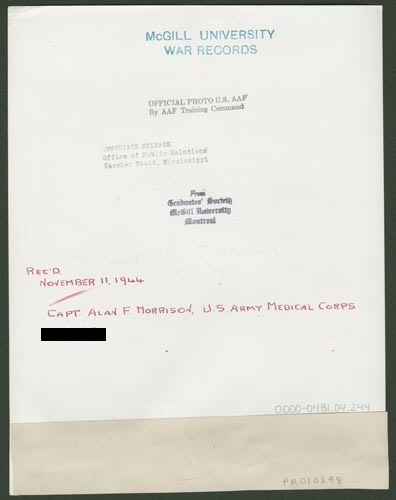 McGILL UNIVERSITY
WAR RECORDS
OFFICIAL PHOTO U.S. AAF
By AAF Training Command
IMMEDIATE RELEASE
Office of Public Relations
Keesler Field, Mississippi
From
Graduates' Society
McGill University
Montreal
REC'D.
NOVEMBER 11, 1944
CAPT. ALAN F. MORRISON, U.S. ARMY MEDICAL CORPS
0000-0481.04.244
PR010298